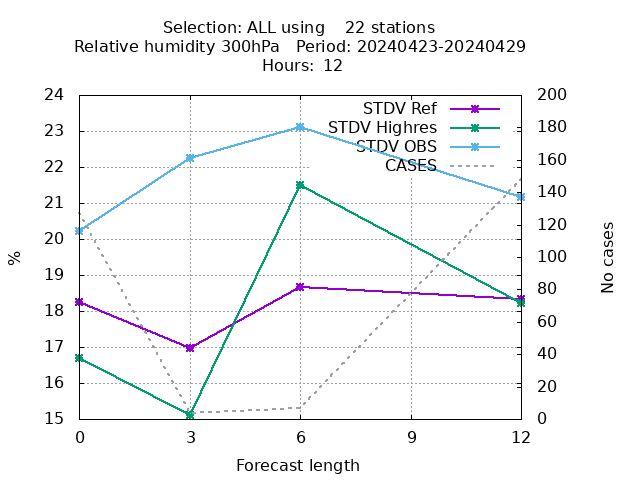 Selection: ALL using    22 stations
Relative humidity 300hPa   Period: 20240423-20240429
Hours: 12
STDV Ref
STDV Highres
STDV OBS
CASES
24
23
22
21
20
19
18
17
16
15
200
180
160
140
120
100
80
60
40
20
0
%
No cases
0 3 6 9 12
Forecast length